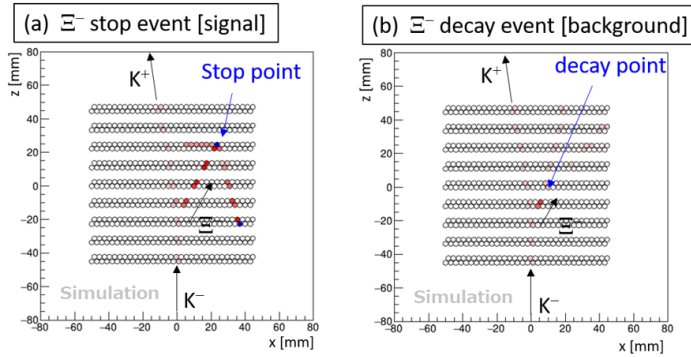 (a) Ξ⁻ stop event [signal]
(b) Ξ⁻ decay event [background]
z [mm]
80
60
40
20
0
−20
−40
−60
−80
K⁺
Stop point
Ξ⁻
Simulation
K⁻
−80 −60 −40 −20 0 20 40 60 80
x [mm]
z [mm]
80
60
40
20
0
−20
−40
−60
−80
K⁺
decay point
Ξ⁻
Simulation
K⁻
−80 −60 −40 −20 0 20 40 60 80
x [mm]